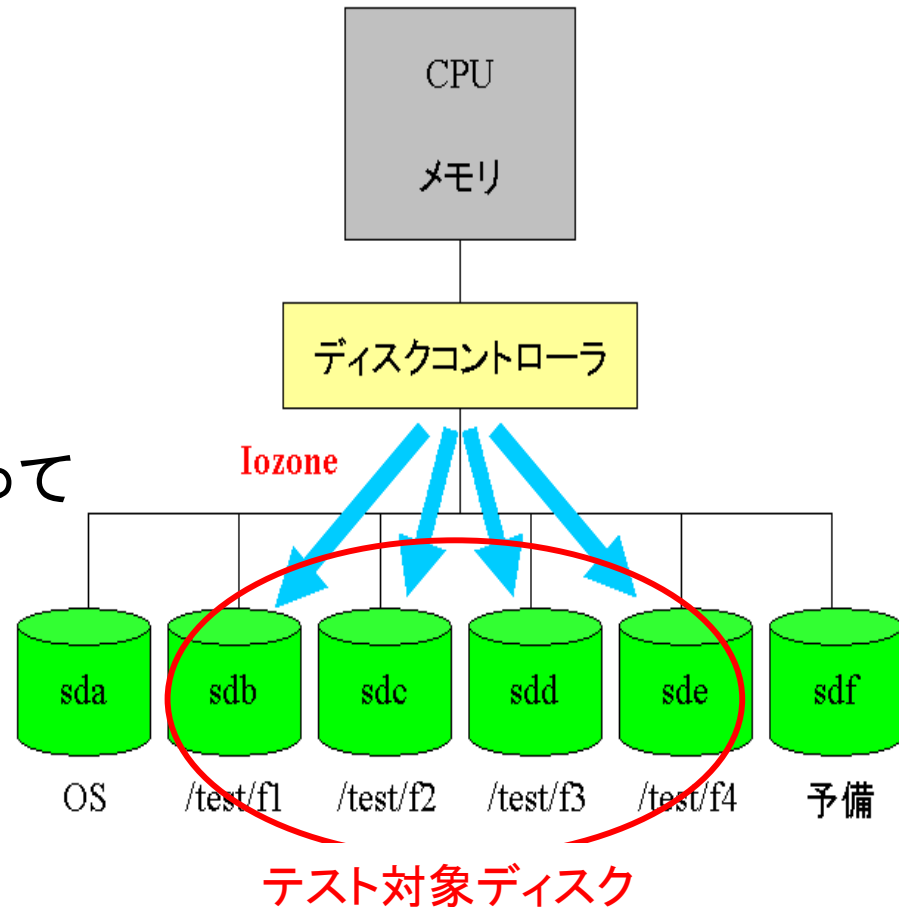 CPU
メモリ
ディスクコントローラ
Iozone
って
sda sdb sdc sdd sde sdf
OS /test/f1 /test/f2 /test/f3 /test/f4 予備
テスト対象ディスク